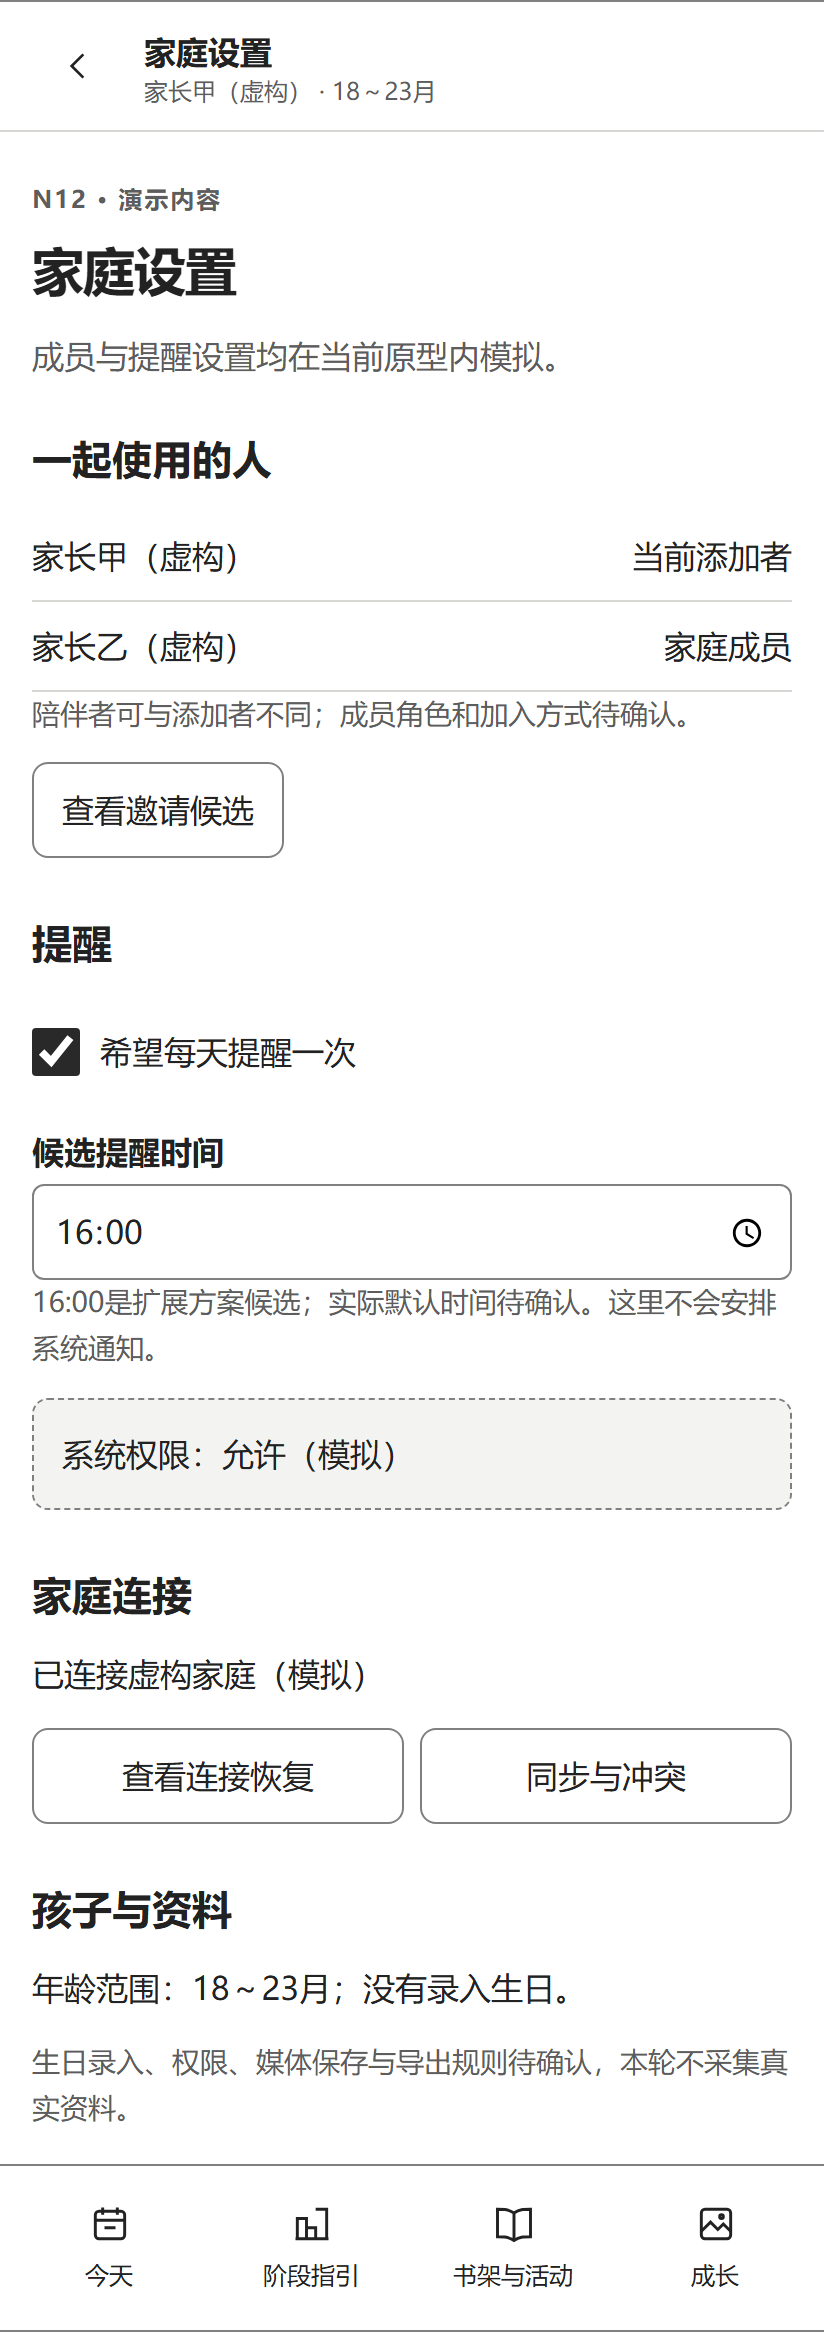 家庭设置
家长甲（虚构） · 18～23月
N12 • 演示内容
家庭设置
成员与提醒设置均在当前原型内模拟。
一起使用的人
家长甲（虚构） 当前添加者
家长乙（虚构） 家庭成员
陪伴者可与添加者不同；成员角色和加入方式待确认。
查看邀请候选
提醒
希望每天提醒一次
候选提醒时间
16:00
16:00是扩展方案候选；实际默认时间待确认。这里不会安排
系统通知。
系统权限：允许（模拟）
家庭连接
已连接虚构家庭（模拟）
查看连接恢复 同步与冲突
孩子与资料
年龄范围：18～23月；没有录入生日。
生日录入、权限、媒体保存与导出规则待确认，本轮不采集真
实资料。
今天 阶段指引 书架与活动 成长